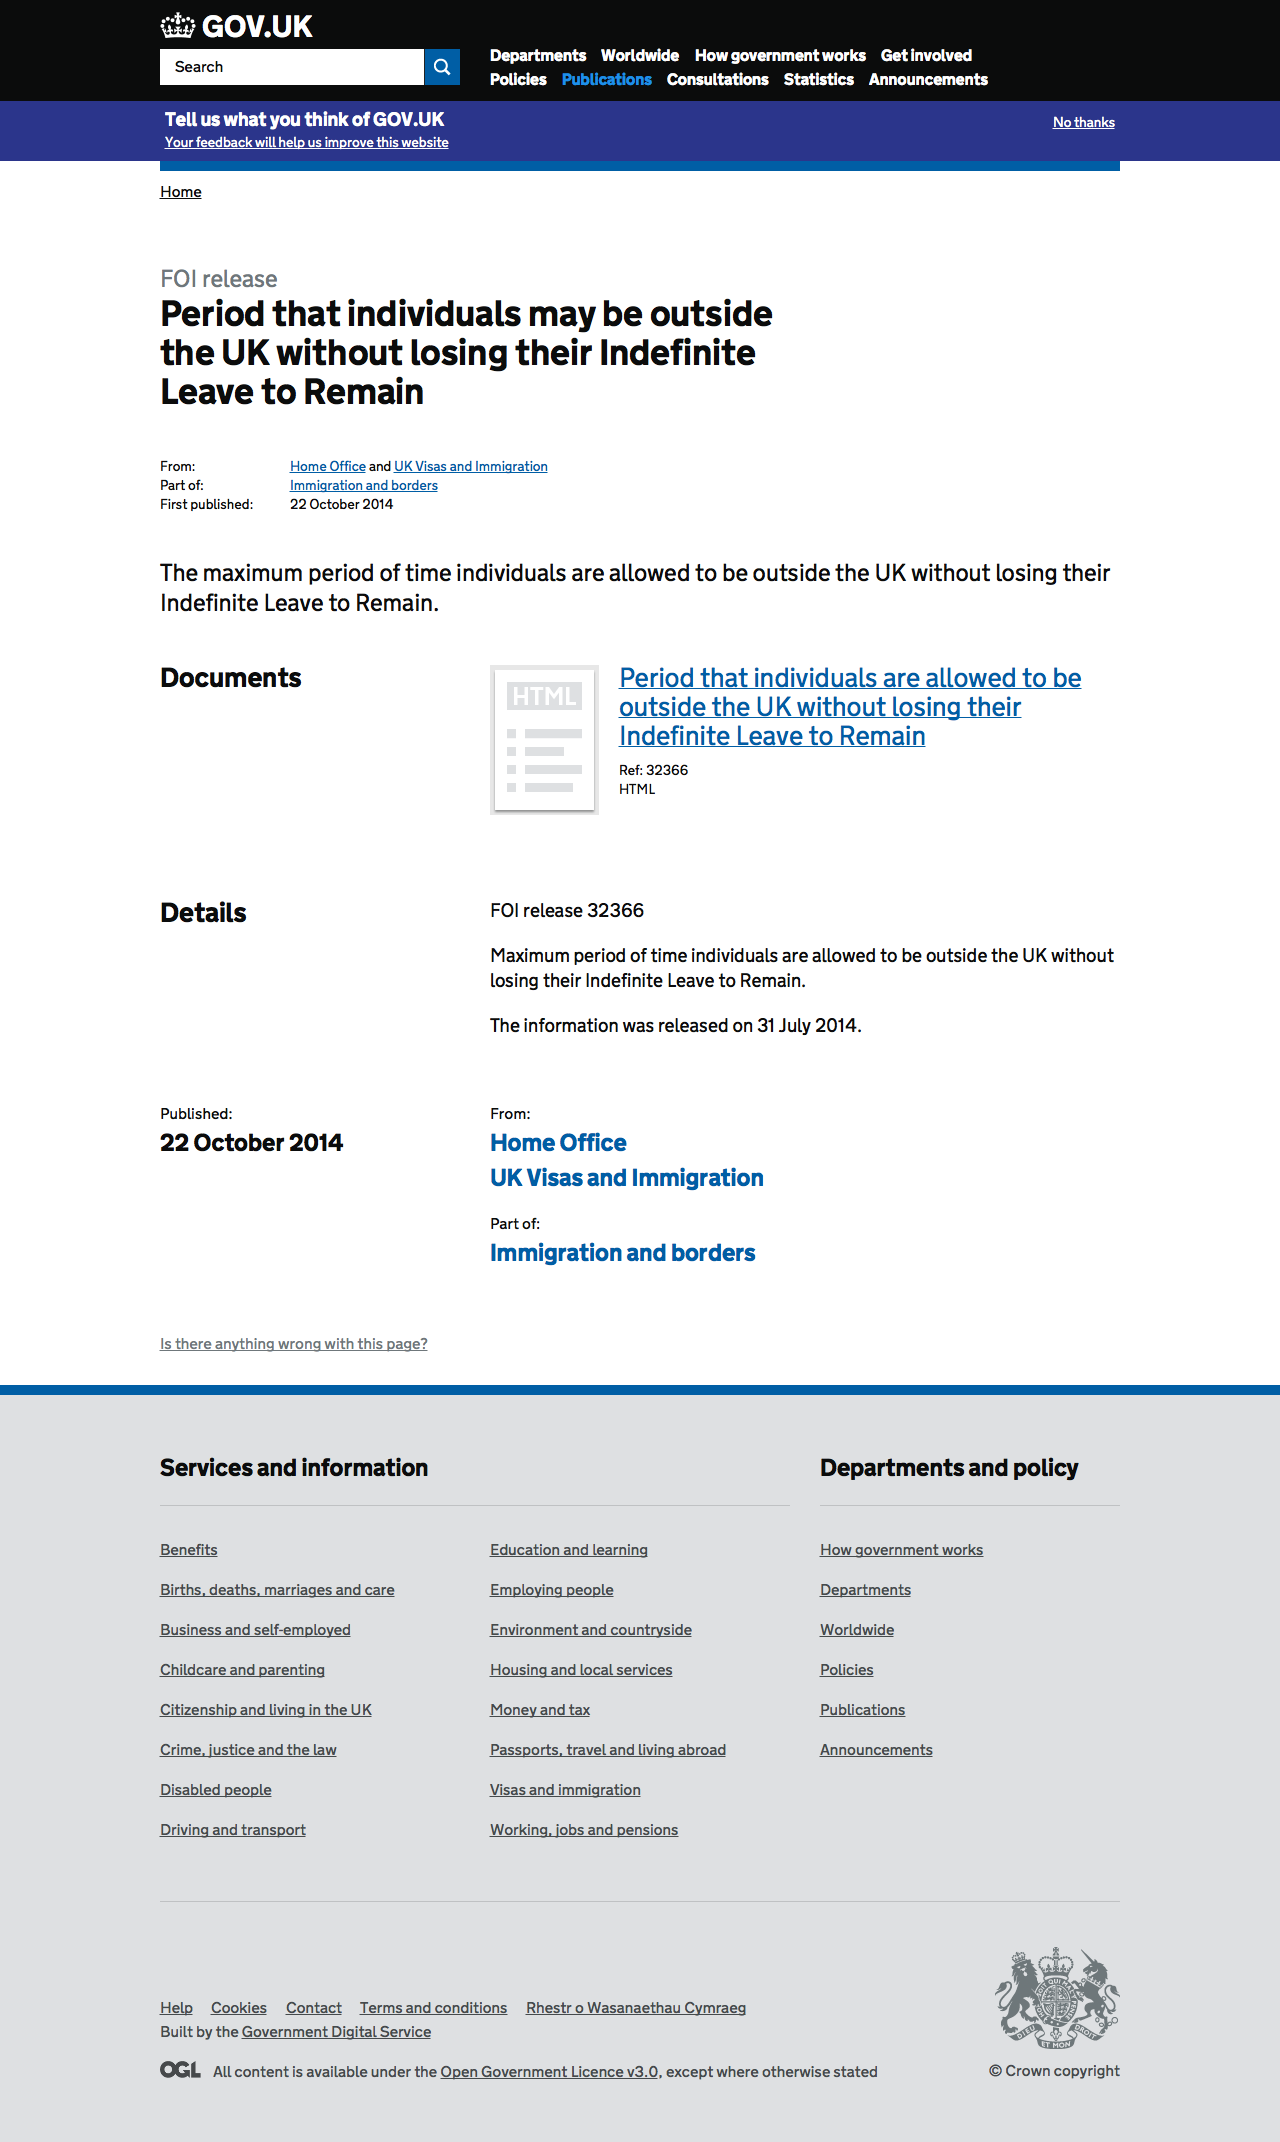 GOV.UK
Search
Departments Worldwide How government works Get involved
Policies Publications Consultations Statistics Announcements
Tell us what you think of GOV.UK
Your feedback will help us improve this website
No thanks
Home
FOI release
Period that individuals may be outside
the UK without losing their Indefinite
Leave to Remain
From: Home Office and UK Visas and Immigration
Part of: Immigration and borders
First published: 22 October 2014
The maximum period of time individuals are allowed to be outside the UK without losing their
Indefinite Leave to Remain.
Documents
HTML
Period that individuals are allowed to be
outside the UK without losing their
Indefinite Leave to Remain
Ref: 32366
HTML
Details
FOI release 32366
Maximum period of time individuals are allowed to be outside the UK without
losing their Indefinite Leave to Remain.
The information was released on 31 July 2014.
Published:
22 October 2014
From:
Home Office
UK Visas and Immigration
Part of:
Immigration and borders
Is there anything wrong with this page?
Services and information
Benefits
Births, deaths, marriages and care
Business and self-employed
Childcare and parenting
Citizenship and living in the UK
Crime, justice and the law
Disabled people
Driving and transport
Education and learning
Employing people
Environment and countryside
Housing and local services
Money and tax
Passports, travel and living abroad
Visas and immigration
Working, jobs and pensions
Departments and policy
How government works
Departments
Worldwide
Policies
Publications
Announcements
Help Cookies Contact Terms and conditions Rhestr o Wasanaethau Cymraeg
Built by the Government Digital Service
OGL All content is available under the Open Government Licence v3.0, except where otherwise stated
DIEU ET MON DROIT
© Crown copyright